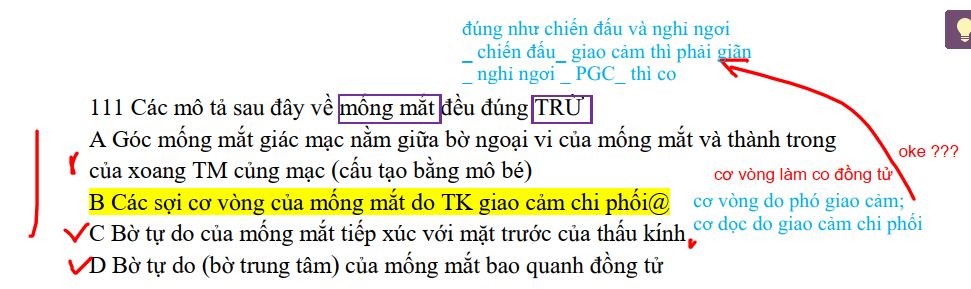 đúng như chiến đấu và nghỉ ngơi
_ chiến đấu_ giao cảm thì phải giãn
_ nghỉ ngơi _ PGC_ thì co
111 Các mô tả sau đây về mống mắt đều đúng TRỪ
A Góc mống mắt giác mạc nằm giữa bờ ngoại vi của mống mắt và thành trong
của xoang TM củng mạc (cấu tạo bằng mô bé)
oke ???
cơ vòng làm co đồng tử
B Các sợi cơ vòng của mống mắt do TK giao cảm chi phối@
cơ vòng do phó giao cảm;
cơ dọc do giao cảm chi phối
C Bờ tự do của mống mắt tiếp xúc với mặt trước của thấu kính
D Bờ tự do (bờ trung tâm) của mống mắt bao quanh đồng tử